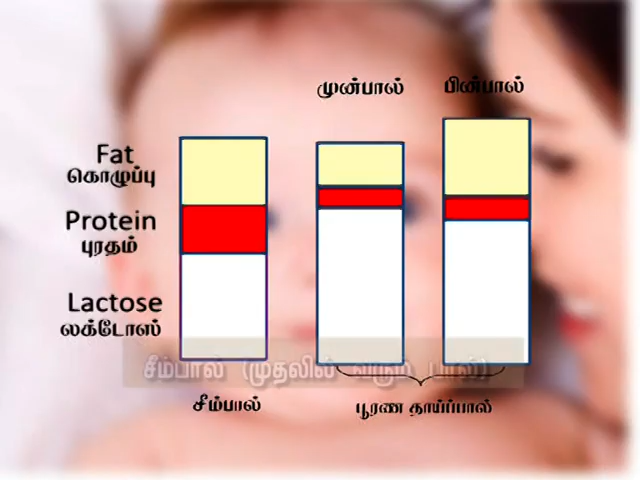 முன்பால்
பின்பால்
Fat
கொழுப்பு
Protein
புரதம்
Lactose
லக்டோஸ்
சீம்பால் (முதலில் வரும் பால்)
சீம்பால்
பூரண தாய்ப்பால்